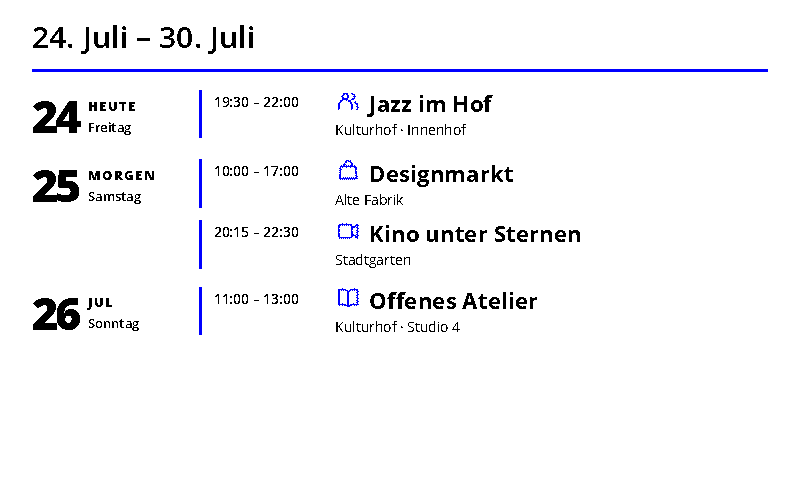 24. Juli – 30. Juli
24 HEUTE Freitag
19:30 – 22:00
Jazz im Hof
Kulturhof · Innenhof
25 MORGEN Samstag
10:00 – 17:00
Designmarkt
Alte Fabrik
20:15 – 22:30
Kino unter Sternen
Stadtgarten
26 JUL Sonntag
11:00 – 13:00
Offenes Atelier
Kulturhof · Studio 4